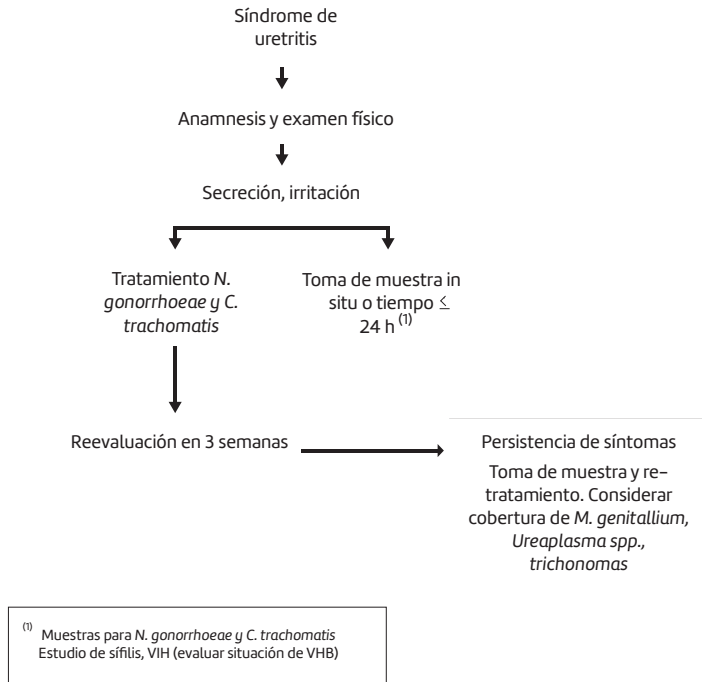 Síndrome de
uretritis
Anamnesis y examen físico
Secreción, irritación
Tratamiento N.
gonorrhoeae y C.
trachomatis
Toma de muestra in
situ o tiempo ≤
24 h (1)
Reevaluación en 3 semanas
Persistencia de síntomas
Toma de muestra y re-
tratamiento. Considerar
cobertura de M. genitallium,
Ureaplasma spp.,
trichonomas
(1) Muestras para N. gonorrhoeae y C. trachomatis
Estudio de sífilis, VIH (evaluar situación de VHB)